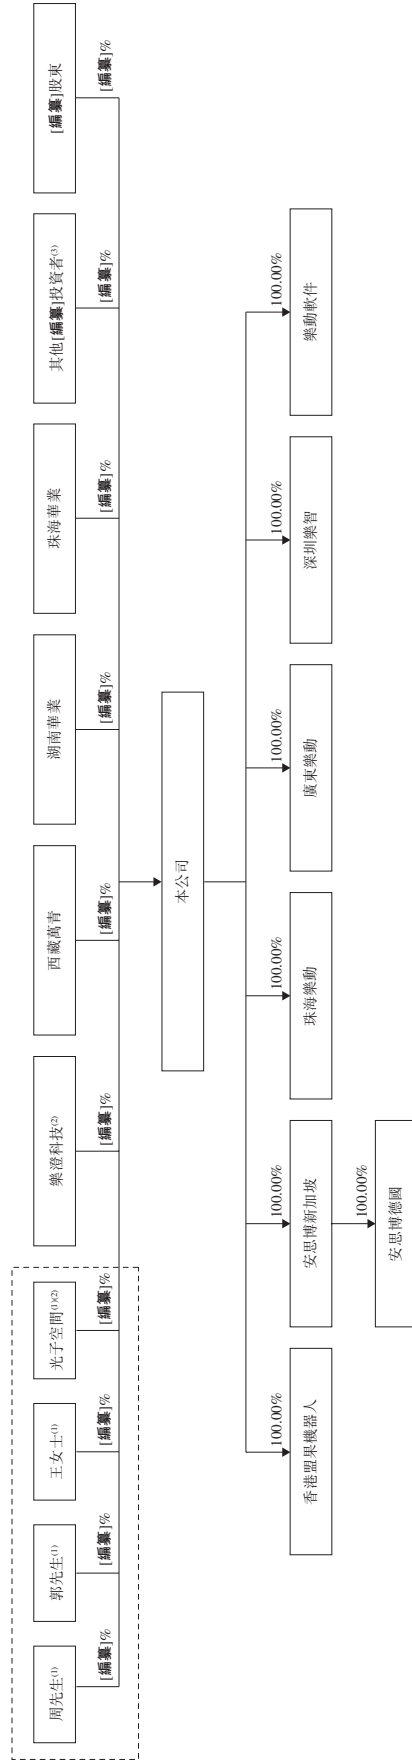 周先生(1)
郭先生(1)
王女士(1)
光子空間(1)(2)
樂澄科技(2)
西藏萬青
湖南華業
珠海華業
其他[編纂]投資者(3)
[編纂]股東
[編纂]%
[編纂]%
[編纂]%
[編纂]%
[編纂]%
[編纂]%
[編纂]%
[編纂]%
[編纂]%
[編纂]%
本公司
100.00%
100.00%
100.00%
100.00%
100.00%
100.00%
香港盟果機器人
安思博新加坡
珠海樂動
廣東樂動
深圳樂智
樂動軟件
100.00%
安思博德國